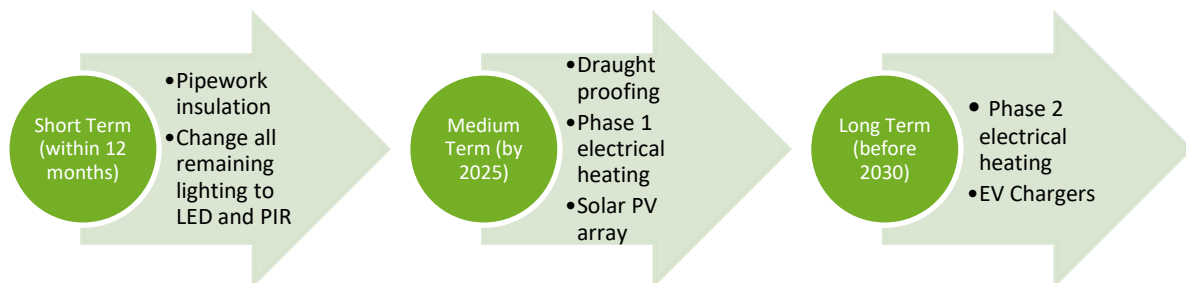 Short Term
(within 12
months)
•Pipework
insulation
•Change all
remaining
lighting to
LED and PIR
Medium
Term (by
2025)
•Draught
proofing
•Phase 1
electrical
heating
•Solar PV
array
Long Term
(before
2030)
• Phase 2
electrical
heating
•EV Chargers